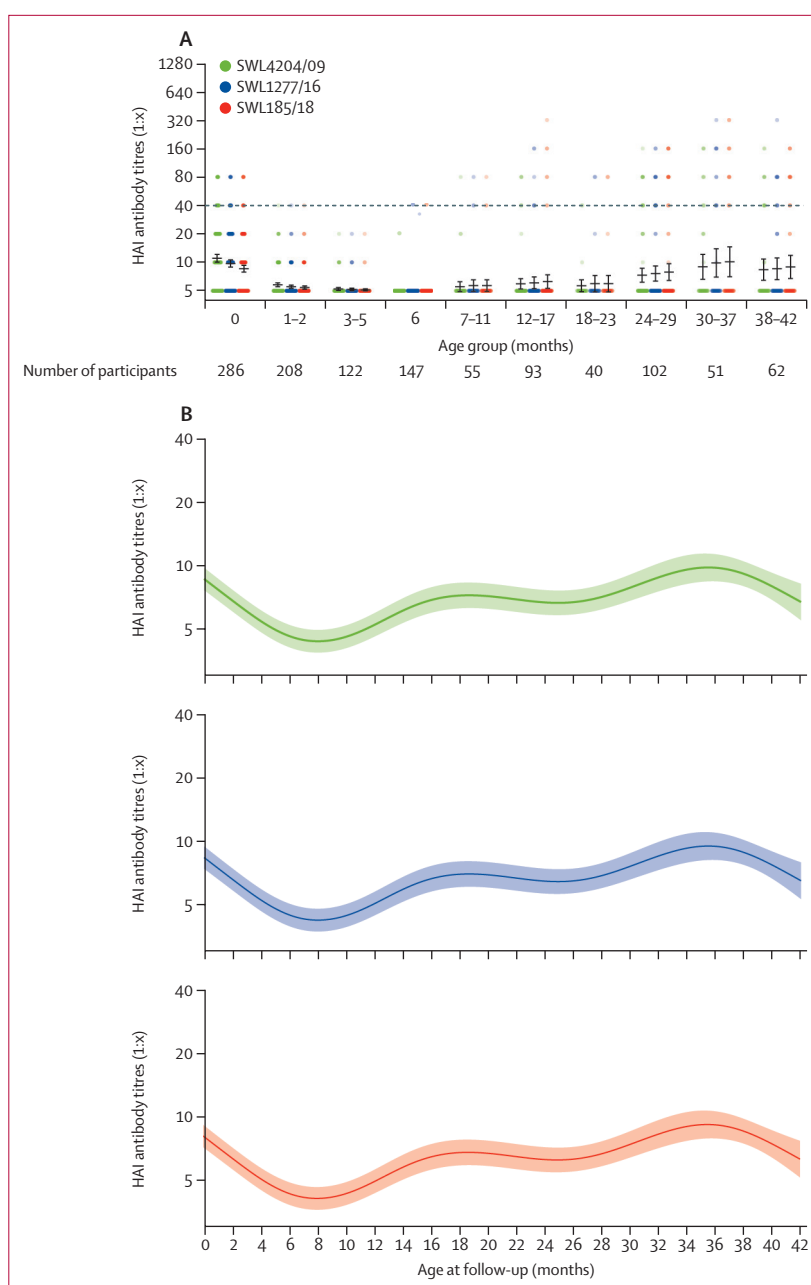 A
1280
640
320
160
80
40
20
10
5
HAI antibody titres (1:x)
SWL4204/09
SWL1277/16
SWL185/18
0 1–2 3–5 6 7–11 12–17 18–23 24–29 30–37 38–42
Age group (months)
Number of participants 286 208 122 147 55 93 40 102 51 62
B
40
20
10
5
HAI antibody titres (1:x)
40
20
10
5
HAI antibody titres (1:x)
40
20
10
5
HAI antibody titres (1:x)
0 2 4 6 8 10 12 14 16 18 20 22 24 26 28 30 32 34 36 38 40 42
Age at follow-up (months)